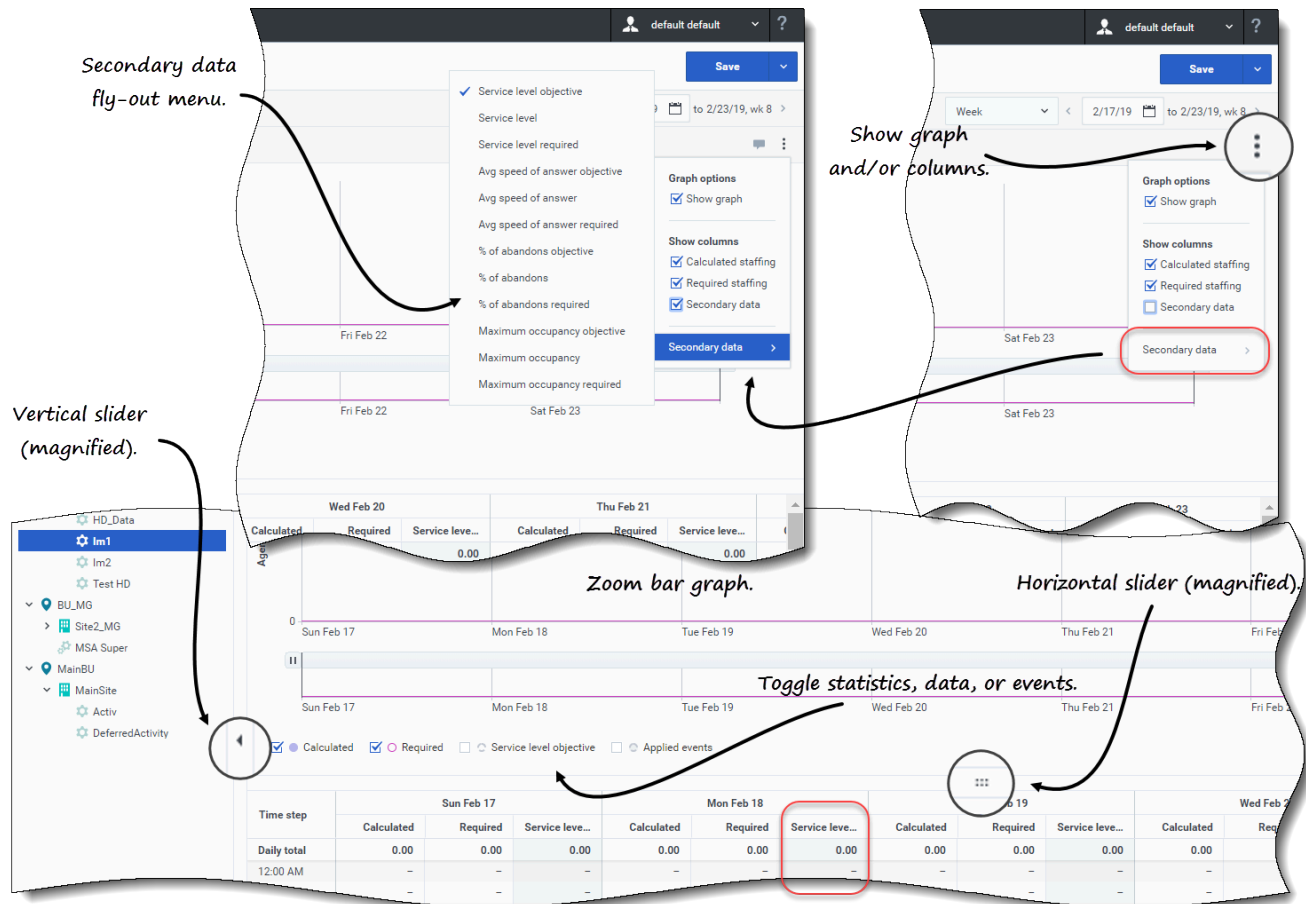 default default ?
Save
Secondary data
fly-out menu.
Service level objective
Service level
Service level required
Avg speed of answer objective
Avg speed of answer
Avg speed of answer required
% of abandons objective
% of abandons
% of abandons required
Maximum occupancy objective
Maximum occupancy
Maximum occupancy required
9 to 2/23/19, wk 8
Graph options
Show graph
Show columns
Calculated staffing
Required staffing
Secondary data
Secondary data
Fri Feb 22
Fri Feb 22 Sat Feb 23
Wed Feb 20 Thu Feb 21
Calculated Required Service leve... Calculated Required Service leve...
0.00 0.00
default default ?
Save
Week 2/17/19 to 2/23/19, wk 8
Show graph
and/or columns.
Graph options
Show graph
Show columns
Calculated staffing
Required staffing
Secondary data
Secondary data
Sat Feb 23
Sat Feb 23
23
Vertical slider
(magnified).
HD_Data
Im1
Im2
Test HD
BU_MG
Site2_MG
MSA Super
MainBU
MainSite
Activ
DeferredActivity
Zoom bar graph.
Horizontal slider (magnified).
0
Sun Feb 17 Mon Feb 18 Tue Feb 19 Wed Feb 20 Thu Feb 21 Fri Feb
Toggle statistics, data, or events.
Sun Feb 17 Mon Feb 18 Tue Feb 19 Wed Feb 20 Thu Feb 21 Fri Feb 2
Calculated Required Service level objective Applied events
Time step Sun Feb 17 Mon Feb 18 b 19 Wed Feb 2
Calculated Required Service leve... Calculated Required Service leve... Calculated Required Service leve... Calculated Req
Daily total 0.00 0.00 0.00 0.00 0.00 0.00 0.00 0.00 0.00 0.00
12:00 AM – – – – – – – – – –
– – – – – – – –